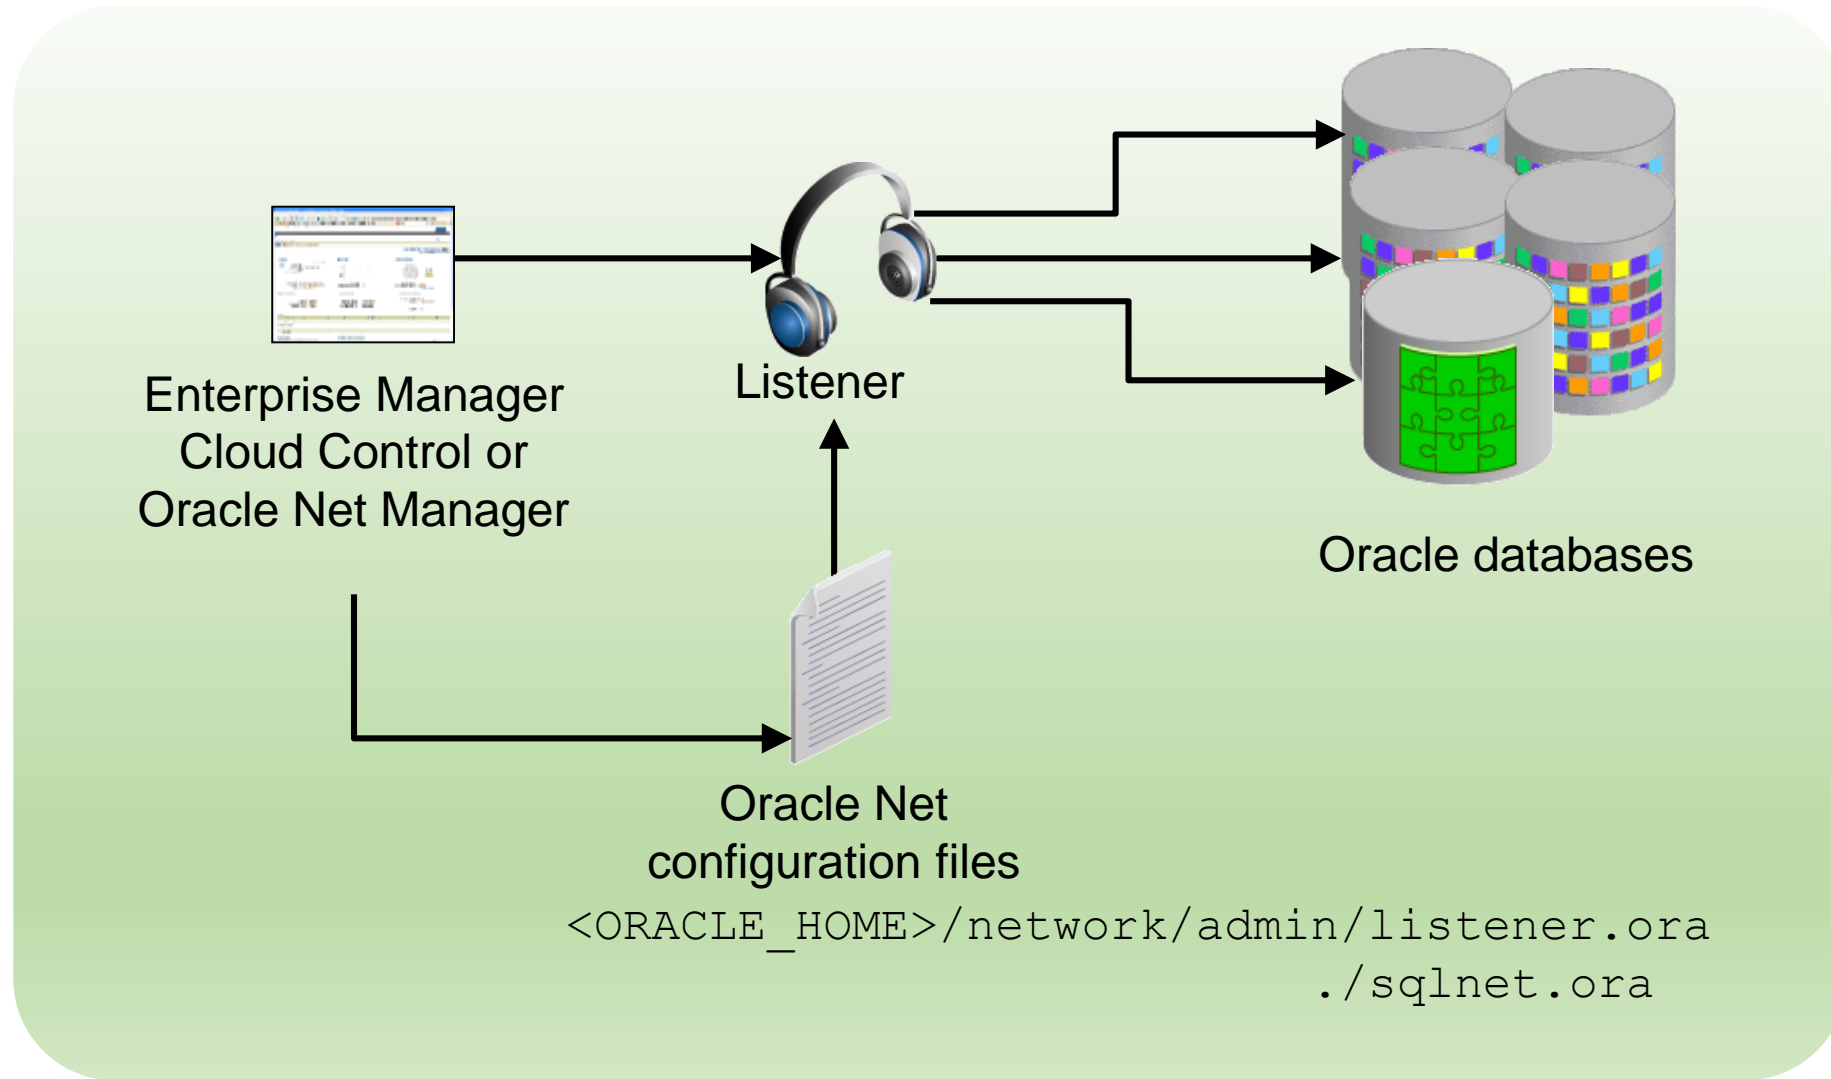 Enterprise Manager
Cloud Control or
Oracle Net Manager
Listener
Oracle databases
Oracle Net
configuration files
<ORACLE_HOME>/network/admin/listener.ora
./sqlnet.ora